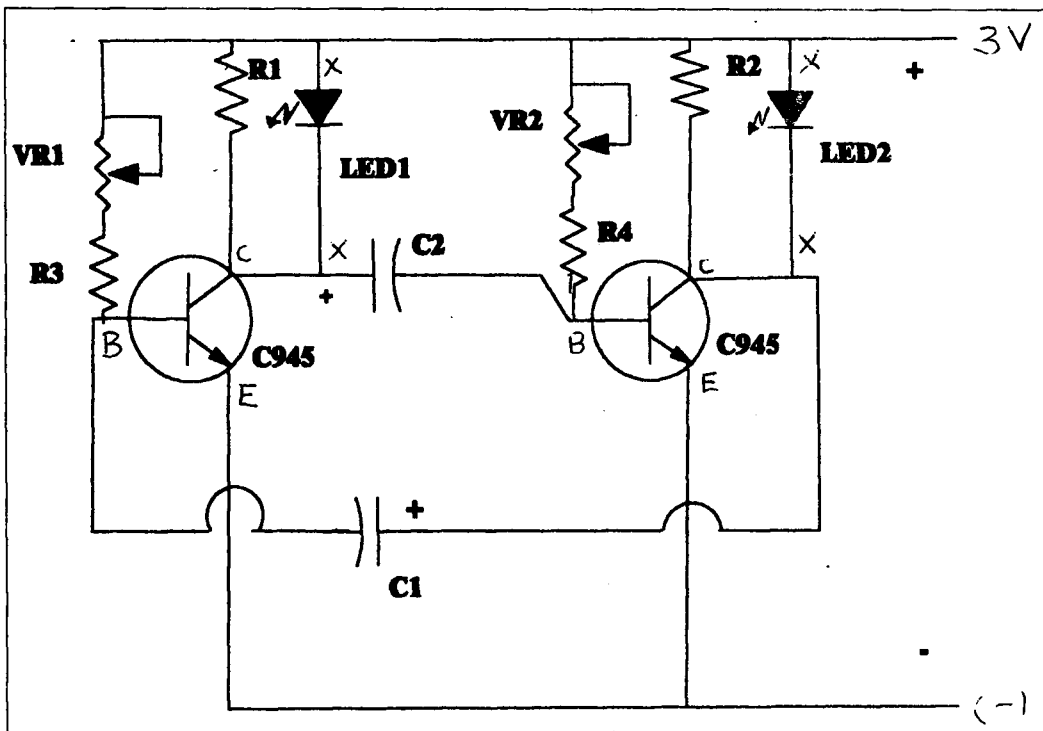 3V
+
R1
X
R2
X
VR1
VR2
LED1
LED2
R3
C
X
C2
R4
C
X
+
B
C945
B
C945
E
E
+
C1
-
(-)